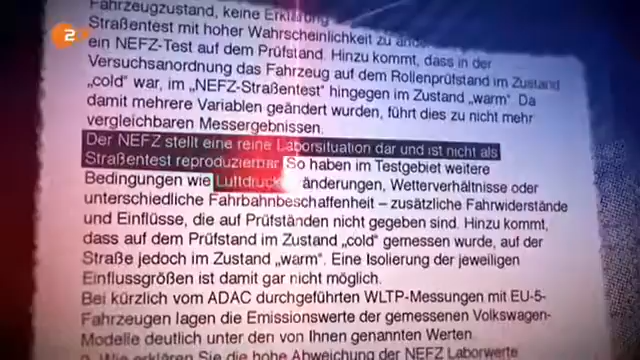 2
Fahrzeugzustand, keine Erklärung
Straßentest mit hoher Wahrscheinlichkeit zu
ein NEFZ-Test auf dem Prüfstand. Hinzu kommt, dass in der
Versuchsanordnung das Fahrzeug auf dem Rollenprüfstand im Zustand
„cold“ war, im „NEFZ-Straßentest“ hingegen im Zustand „warm“. Da
damit mehrere Variablen geändert wurden, führt dies zu nicht mehr
vergleichbaren Messergebnissen.
Der NEFZ stellt eine reine Laborsituation dar und ist nicht als
Straßentest reproduzierbar. So haben im Testgebiet weitere
Bedingungen wie Luftdruck änderungen, Wetterverhältnisse oder
unterschiedliche Fahrbahnbeschaffenheit – zusätzliche Fahrwiderstände
und Einflüsse, die auf Prüfständen nicht gegeben sind. Hinzu kommt,
dass auf dem Prüfstand im Zustand „cold“ gemessen wurde, auf der
Straße jedoch im Zustand „warm“. Eine Isolierung der jeweiligen
Einflussgrößen ist damit gar nicht möglich.
Bei kürzlich vom ADAC durchgeführten WLTP-Messungen mit EU-5-
Fahrzeugen lagen die Emissionswerte der gemessenen Volkswagen-
Modelle deutlich unter den von Ihnen genannten Werten
Wie erklären Sie die hohe Abweichung der NEFZ Laborwerte